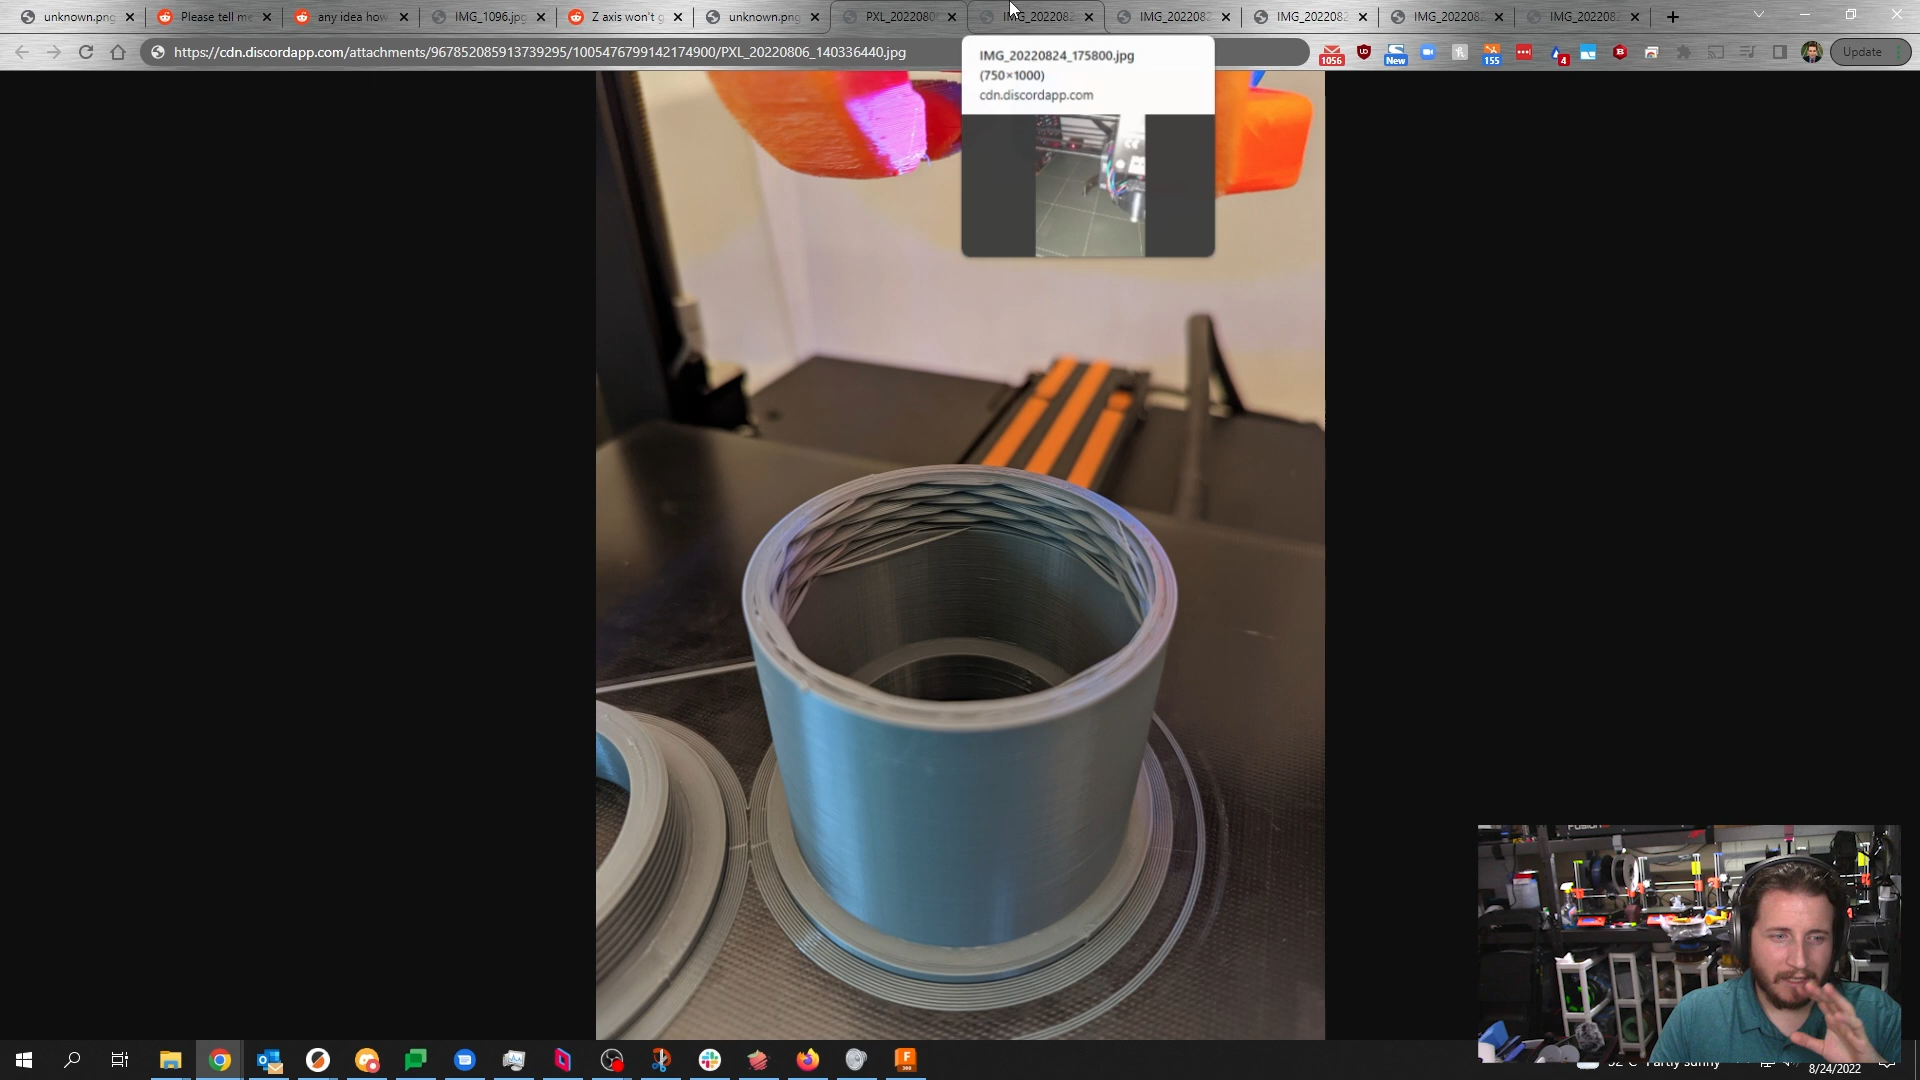 unknown.png
Please tell me
any idea how
IMG_1096.jpg
Z axis won't g
unknown.png
PXL_2022080
IMG_202208
IMG_202208
IMG_202208
IMG_202208
IMG_202208
https://cdn.discordapp.com/attachments/967852085913739295/1005476799142174900/PXL_20220806_140336440.jpg
1056
New
155
4
Update
IMG_20220824_175800.jpg
(750×1000)
cdn.discordapp.com
8/24/2022